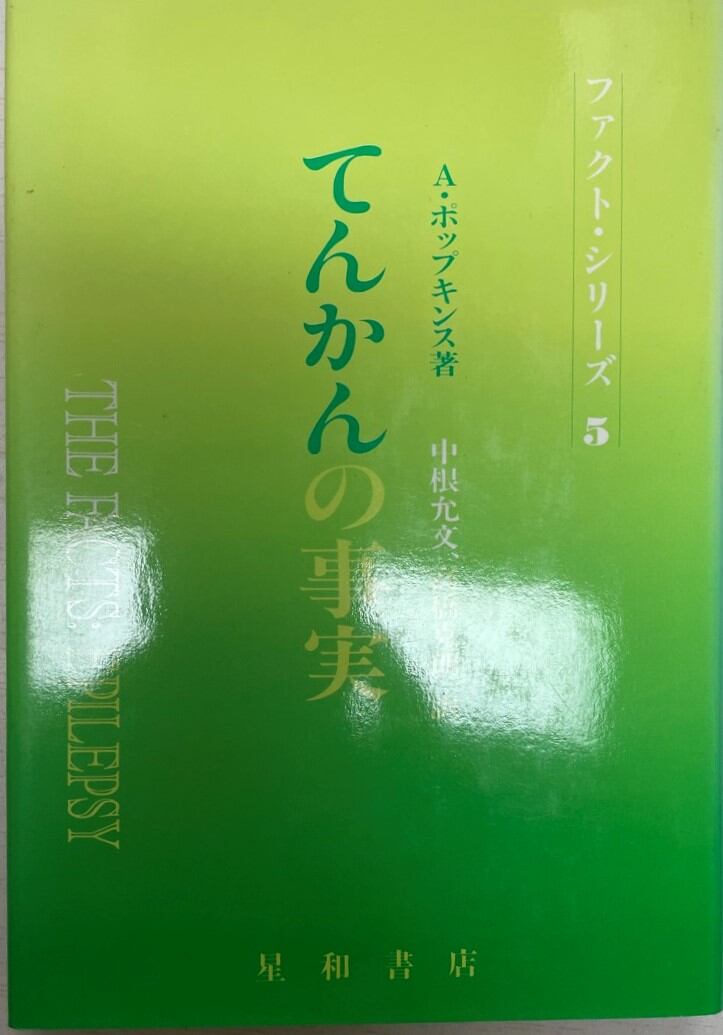 ファクト・シリーズ 5
A・ポップキンス著
中根允文、
てんかんの事実
THE FACTS. EPILEPSY
星和書店